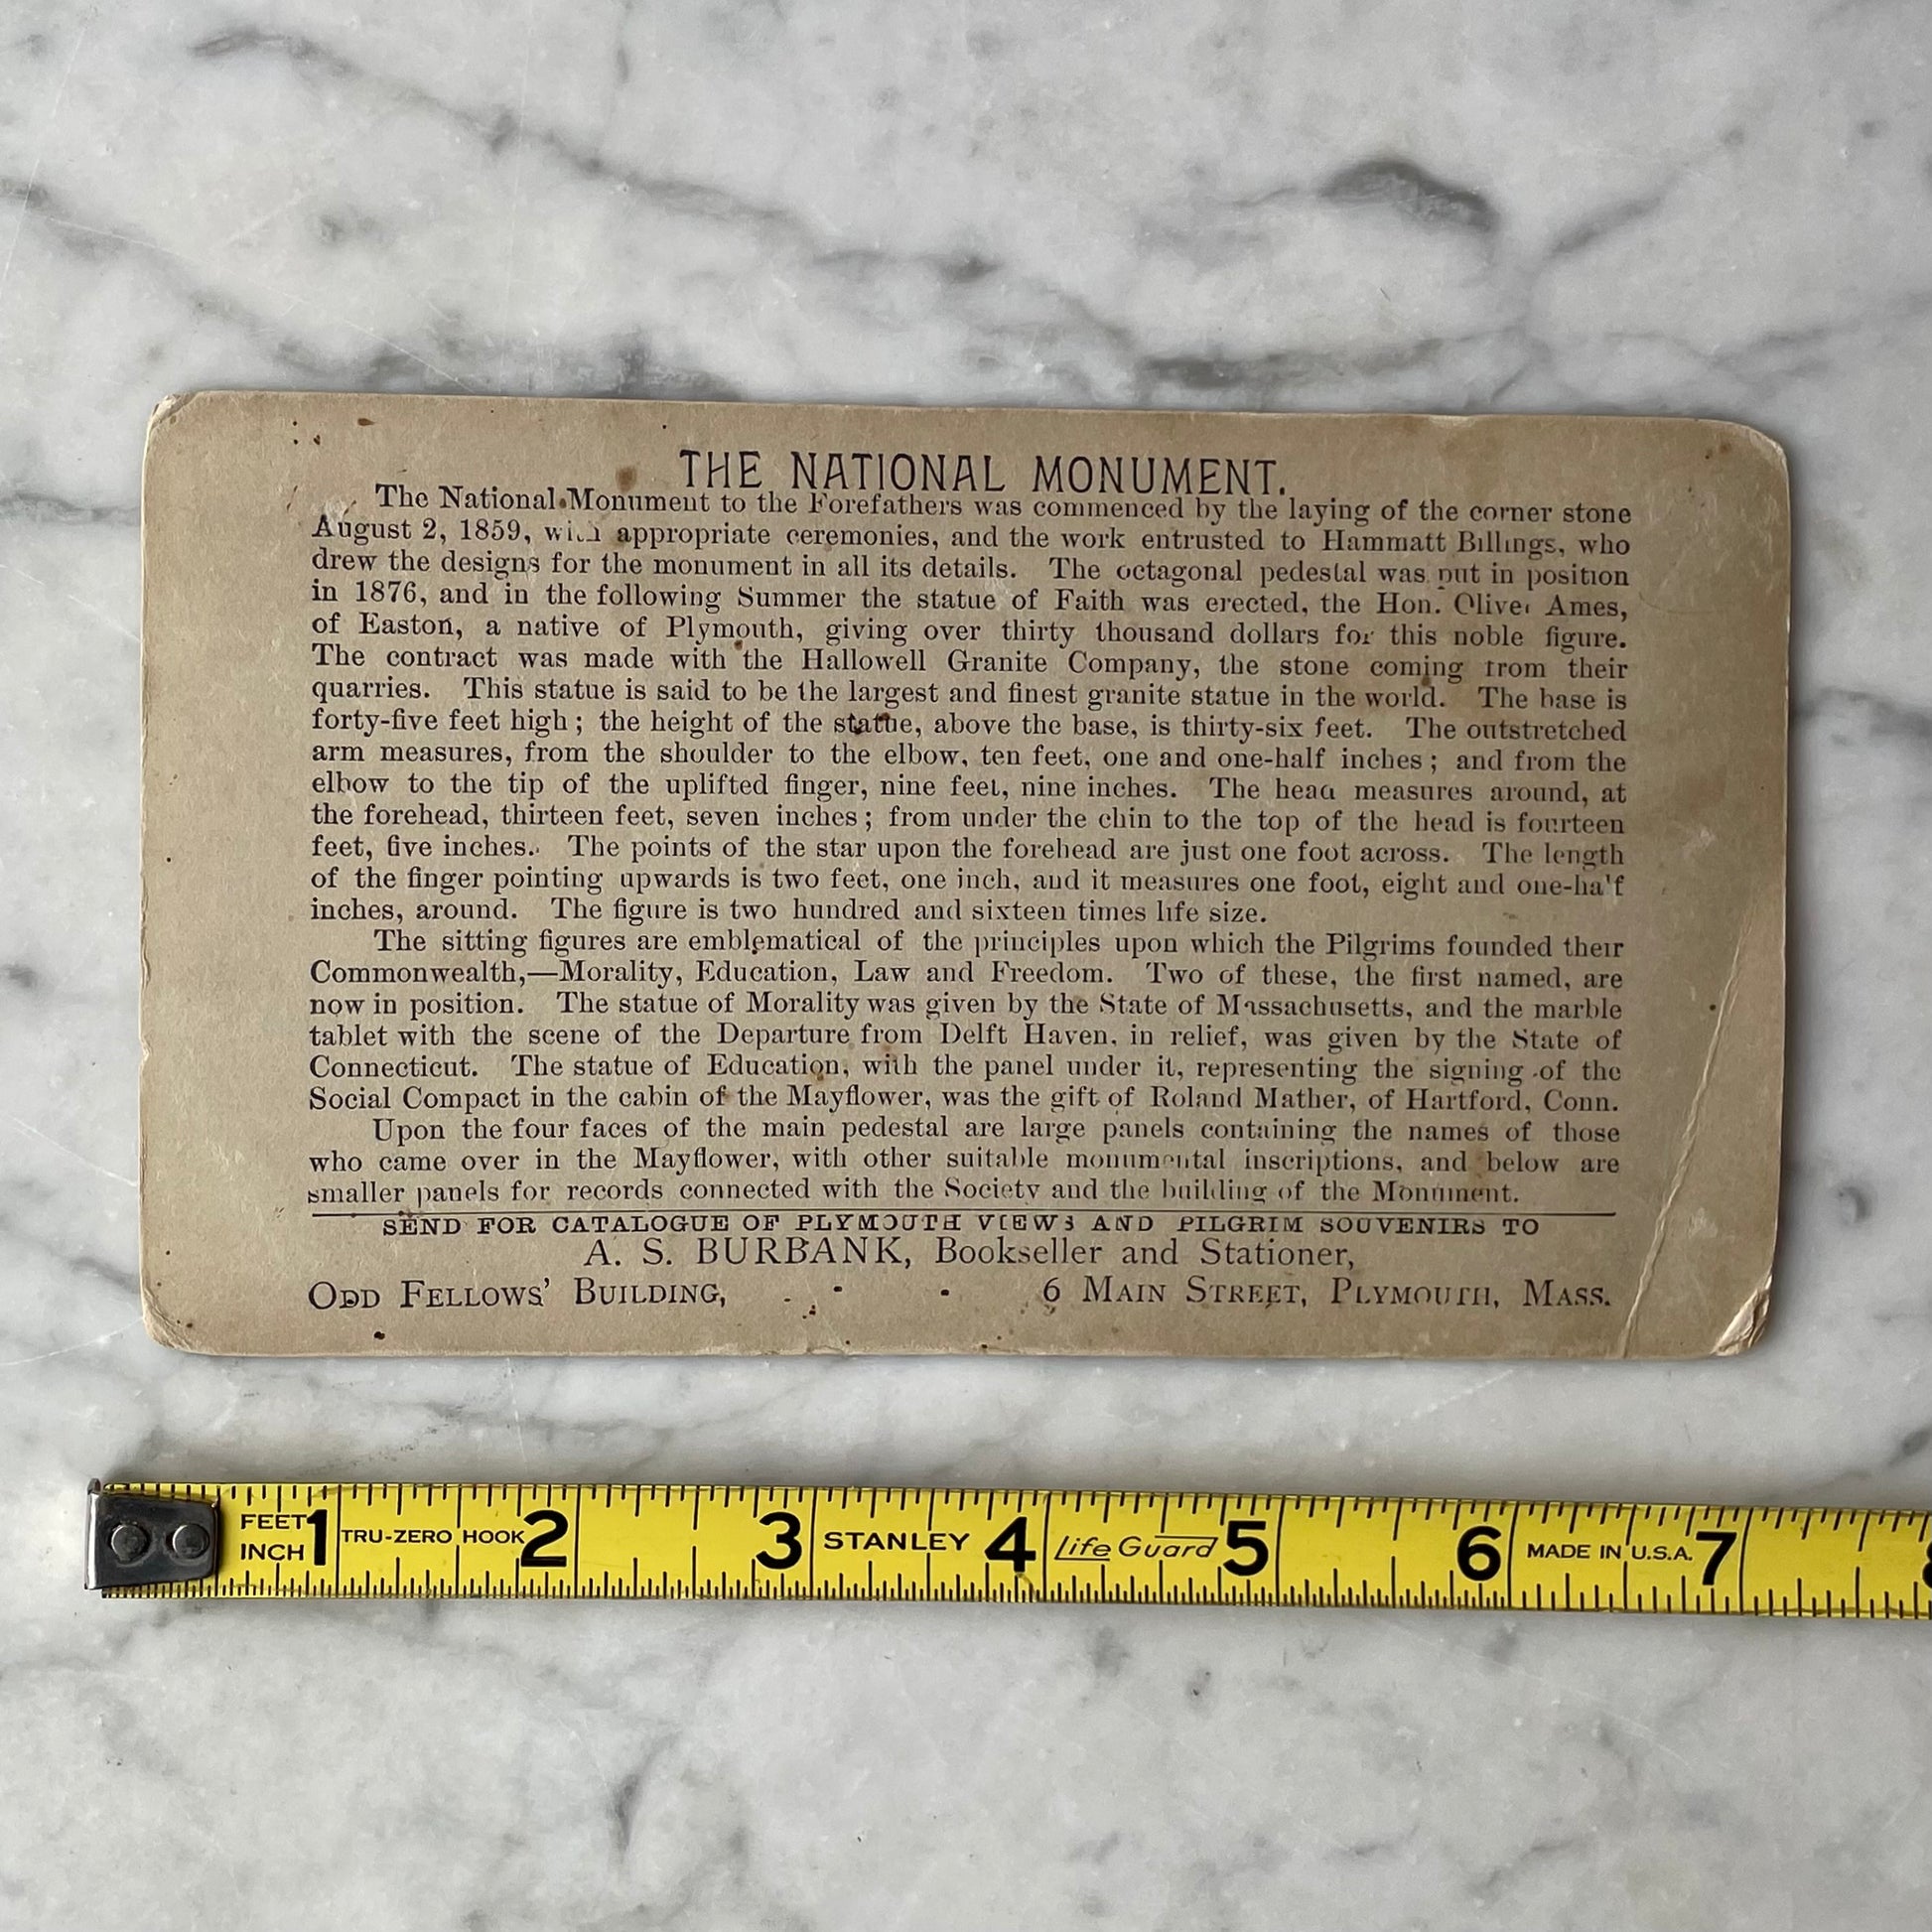 THE NATIONAL MONUMENT.
The National Monument to the Forefathers was commenced by the laying of the corner stone
August 2, 1859, with appropriate ceremonies, and the work entrusted to Hammatt Billings, who
drew the designs for the monument in all its details. The octagonal pedestal was put in position
in 1876, and in the following Summer the statue of Faith was erected, the Hon. Oliver Ames,
of Easton, a native of Plymouth, giving over thirty thousand dollars for this noble figure.
The contract was made with the Hallowell Granite Company, the stone coming from their
quarries. This statue is said to be the largest and finest granite statue in the world. The base is
forty-five feet high; the height of the statue, above the base, is thirty-six feet. The outstretched
arm measures, from the shoulder to the elbow, ten feet, one and one-half inches; and from the
elbow to the tip of the uplifted finger, nine feet, nine inches. The head measures around, at
the forehead, thirteen feet, seven inches; from under the chin to the top of the head is fourteen
feet, five inches. The points of the star upon the forehead are just one foot across. The length
of the finger pointing upwards is two feet, one inch, and it measures one foot, eight and one-half
inches, around. The figure is two hundred and sixteen times life size.
The sitting figures are emblematical of the principles upon which the Pilgrims founded their
Commonwealth,—Morality, Education, Law and Freedom. Two of these, the first named, are
now in position. The statue of Morality was given by the State of Massachusetts, and the marble
tablet with the scene of the Departure from Delft Haven, in relief, was given by the State of
Connecticut. The statue of Education, with the panel under it, representing the signing of the
Social Compact in the cabin of the Mayflower, was the gift of Roland Mather, of Hartford, Conn.
Upon the four faces of the main pedestal are large panels containing the names of those
who came over in the Mayflower, with other suitable monumental inscriptions, and below are
smaller panels for records connected with the Society and the building of the Monument.
SEND FOR CATALOGUE OF PLYMOUTH VIEWS AND PILGRIM SOUVENIRS TO
A. S. BURBANK, Bookseller and Stationer,
ODD FELLOWS' BUILDING, - - - 6 MAIN STREET, PLYMOUTH, MASS.
FEET 1 TRU-ZERO HOOK 2 3 STANLEY 4 Life Guard 5 6 MADE IN U.S.A. 7 8
INCH